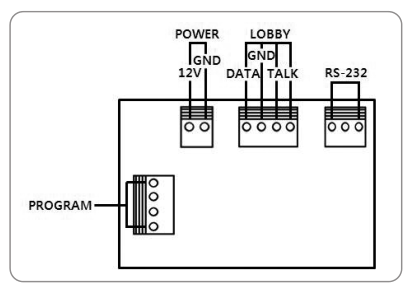 POWER LOBBY
GND GND
12V DATA TALK RS-232
PROGRAM